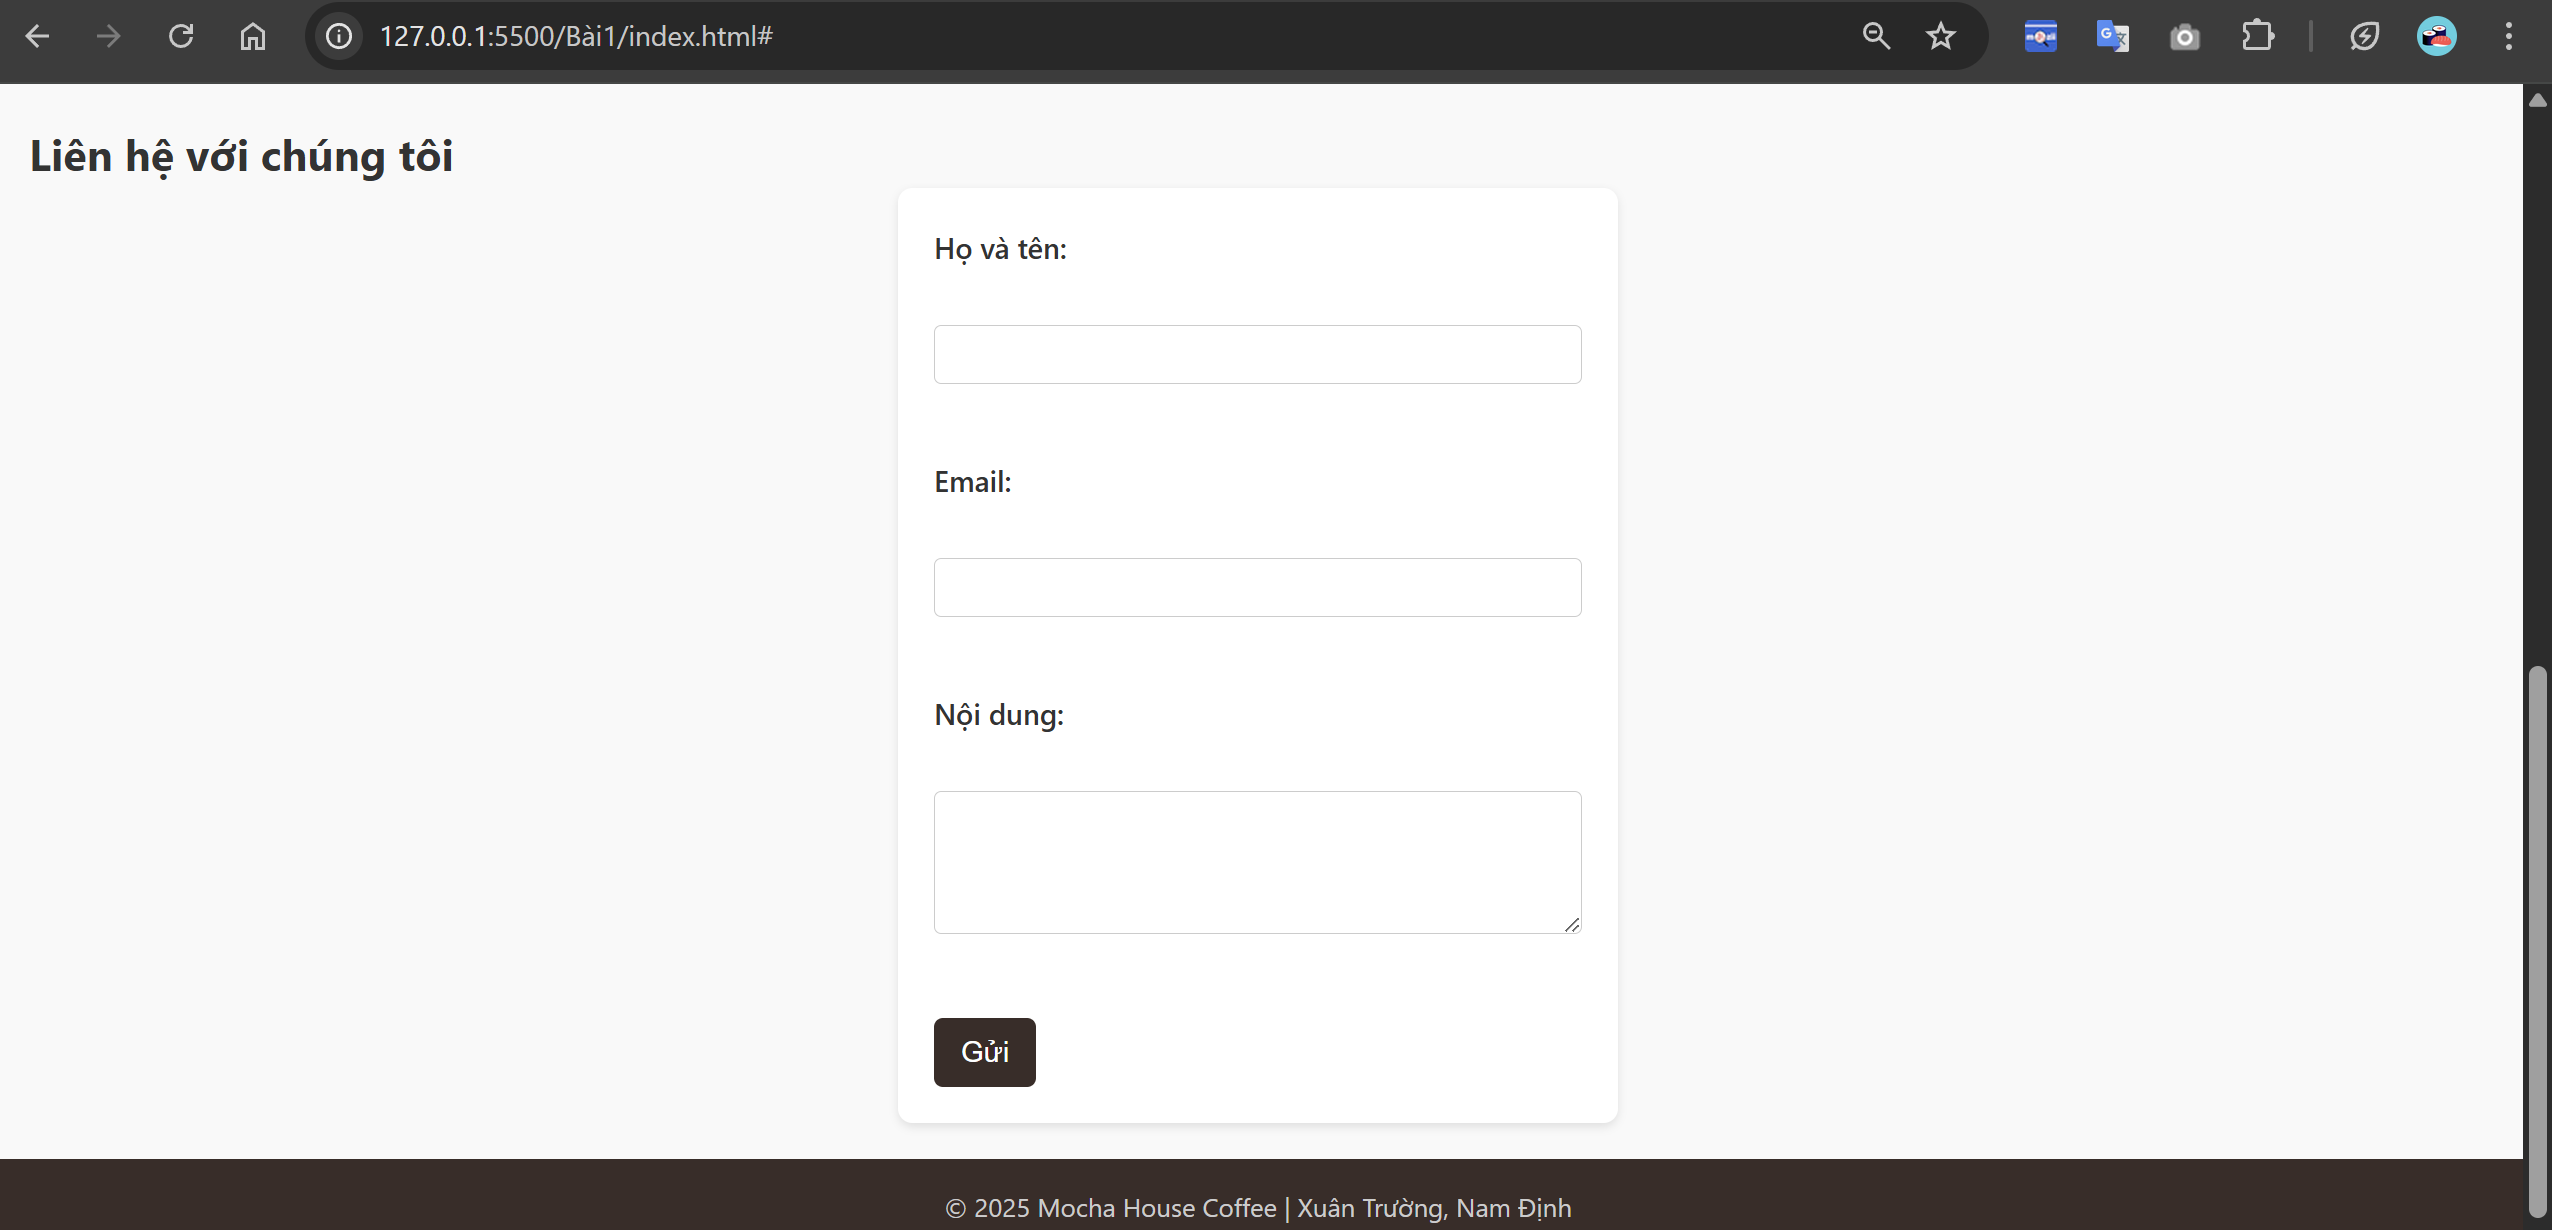 127.0.0.1:5500/Bài1/index.html#
Liên hệ với chúng tôi
Họ và tên:
Email:
Nội dung:
Gửi
© 2025 Mocha House Coffee | Xuân Trường, Nam Định